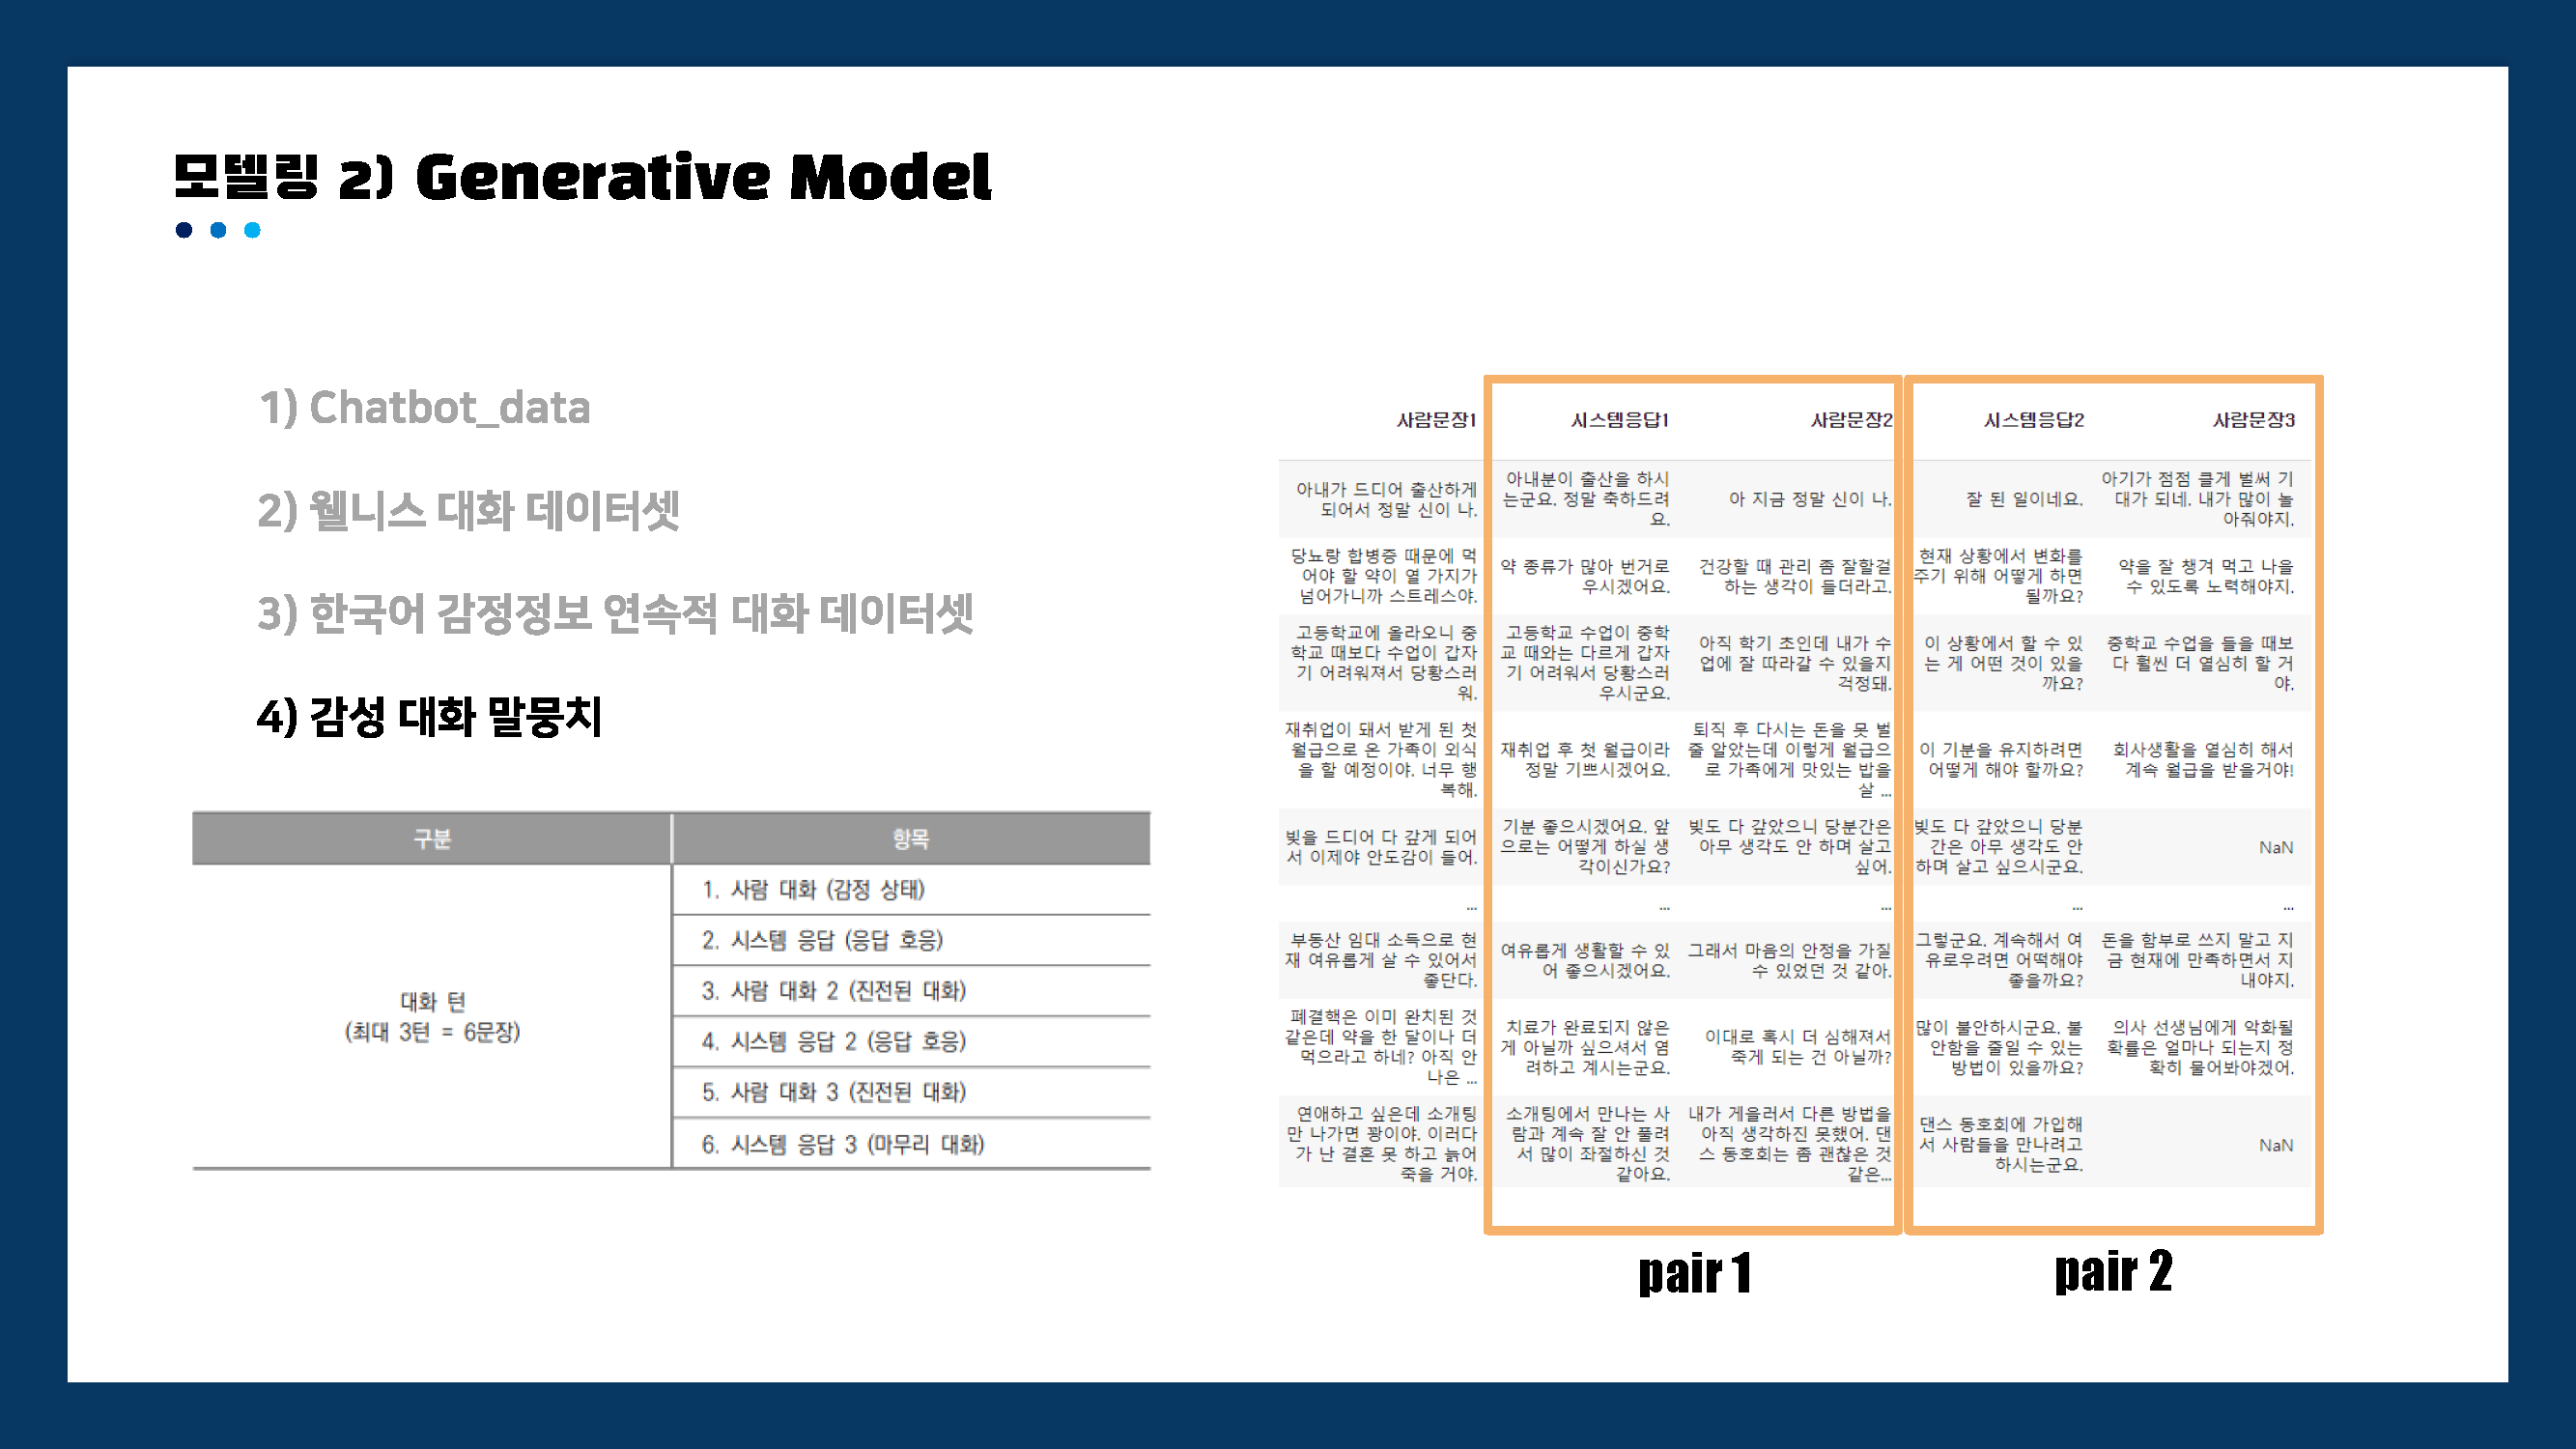 모델링 2) Generative Model
1) Chatbot_data
2) 웰니스 대화 데이터셋
3) 한국어 감정정보 연속적 대화 데이터셋
4) 감성 대화 말뭉치
구분 항목
대화 턴
(최대 3턴 = 6문장)
1. 사람 대화 (감정 상태)
2. 시스템 응답 (응답 호응)
3. 사람 대화 2 (진전된 대화)
4. 시스템 응답 2 (응답 호응)
5. 사람 대화 3 (진전된 대화)
6. 시스템 응답 3 (마무리 대화)
사람문장1 시스템응답1 사람문장2 시스템응답2 사람문장3
아내가 드디어 출산하게
되어서 정말 신이 나.
아내분이 출산을 하시
는군요. 정말 축하드려
요.
아 지금 정말 신이 나.
잘 된 일이네요.
아기가 점점 클게 벌써 기
대가 되네. 내가 많이 놀
아줘야지.
당뇨랑 합병증 때문에 먹
어야 할 약이 열 가지가
넘어가니까 스트레스야.
약 종류가 많아 번거로
우시겠어요.
건강할 때 관리 좀 잘할걸
하는 생각이 들더라고.
현재 상황에서 변화를
주기 위해 어떻게 하면
될까요?
약을 잘 챙겨 먹고 나을
수 있도록 노력해야지.
고등학교에 올라오니 중
학교 때보다 수업이 갑자
기 어려워져서 당황스러
워.
고등학교 수업이 중학
교 때와는 다르게 갑자
기 어려워서 당황스러
우시군요.
아직 학기 초인데 내가 수
업에 잘 따라갈 수 있을지
걱정돼.
이 상황에서 할 수 있
는 게 어떤 것이 있을
까요?
중학교 수업을 들을 때보
다 훨씬 더 열심히 할 거
야.
재취업이 돼서 받게 된 첫
월급으로 온 가족이 외식
을 할 예정이야. 너무 행
복해.
재취업 후 첫 월급이라
정말 기쁘시겠어요.
퇴직 후 다시는 돈을 못 벌
줄 알았는데 이렇게 월급으
로 가족에게 맛있는 밥을
살 ...
이 기분을 유지하려면
어떻게 해야 할까요?
회사생활을 열심히 해서
계속 월급을 받을거야!
빚을 드디어 다 갚게 되어
서 이제야 안도감이 들어.
기분 좋으시겠어요. 앞
으로는 어떻게 하실 생
각이신가요?
빚도 다 갚았으니 당분간은
아무 생각도 안 하며 살고
싶어.
빚도 다 갚았으니 당분
간은 아무 생각도 안
하며 살고 싶으시군요.
NaN
... ... ... ... ...
부동산 임대 소득으로 현
재 여유롭게 살 수 있어서
좋단다.
여유롭게 생활할 수 있
어 좋으시겠어요.
그래서 마음의 안정을 가질
수 있었던 것 같아.
그렇군요. 계속해서 여
유로우려면 어떡해야
좋을까요?
돈을 함부로 쓰지 말고 지
금 현재에 만족하면서 지
내야지.
폐결핵은 이미 완치된 것
같은데 약을 한 달이나 더
먹으라고 하네? 아직 안
나은 ...
치료가 완료되지 않은
게 아닐까 싶으셔서 염
려하고 계시는군요.
이대로 혹시 더 심해져서
죽게 되는 건 아닐까?
많이 불안하시군요. 불
안함을 줄일 수 있는
방법이 있을까요?
의사 선생님에게 악화될
확률은 얼마나 되는지 정
확히 물어봐야겠어.
연애하고 싶은데 소개팅
만 나가면 꽝이야. 이러다
가 난 결혼 못 하고 늙어
죽을 거야.
소개팅에서 만나는 사
람과 계속 잘 안 풀려
서 많이 좌절하신 것
같아요.
내가 게을러서 다른 방법을
아직 생각하진 못했어. 댄
스 동호회는 좀 괜찮은 것
같은...
댄스 동호회에 가입해
서 사람들을 만나려고
하시는군요.
NaN
pair 1
pair 2